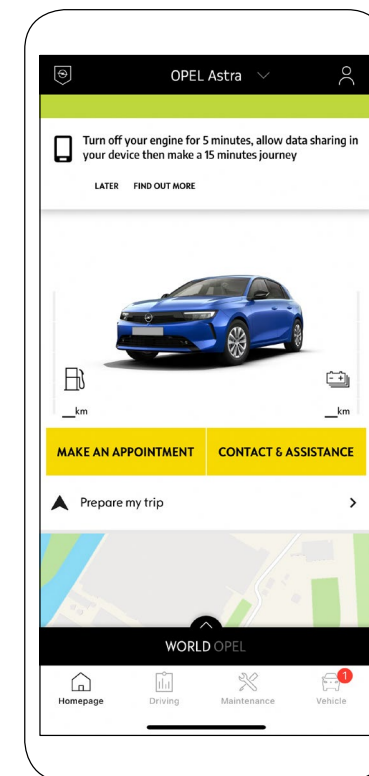 OPEL Astra
Turn off your engine for 5 minutes, allow data sharing in
your device then make a 15 minutes journey
LATER FIND OUT MORE
__km __km
MAKE AN APPOINTMENT CONTACT & ASSISTANCE
Prepare my trip
WORLD OPEL
1
Homepage Driving Maintenance Vehicle